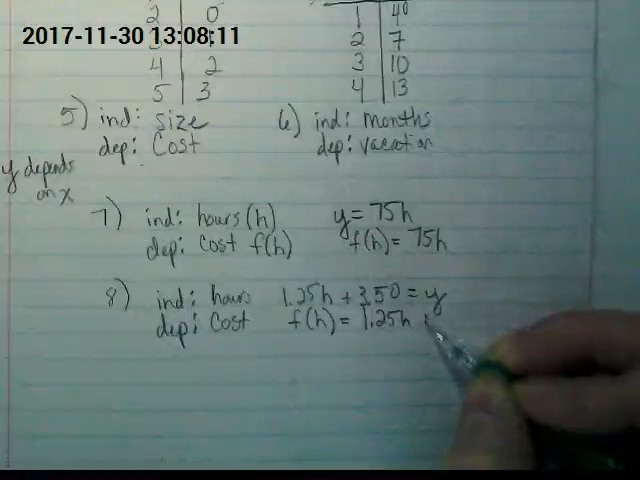 2 0
2017-11-30 13:08:11
4 2
5 3
1 4
2 7
3 10
4 13
5) ind: size
dep: Cost
6) ind: months
dep: vacation
y depends
on x
7) ind: hours (h)
dep: cost f(h)
y = 75h
f(h) = 75h
8) ind: hours
dep: Cost
1.25h + 3.50 = y
f(h) = 1.25h